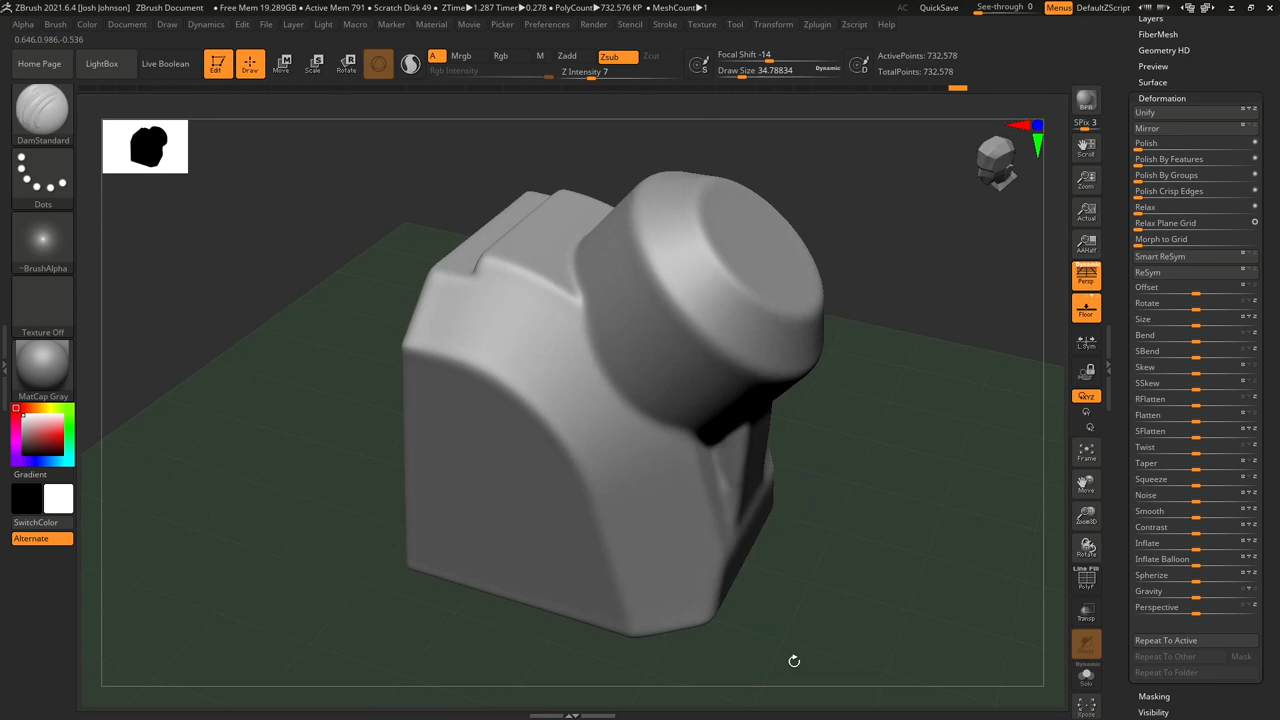 ZBrush 2021.6.4 [Josh Johnson] ZBrush Document • Free Mem 19.289GB • Active Mem 791 • Scratch Disk 49 • ZTime▸1.287 Timer▸0.278 • PolyCount▸732.576 KP • MeshCount▸1
AC
QuickSave
See-through 0
Menus
DefaultZScript
Alpha Brush Color Document Draw Dynamics Edit File Layer Light Macro Marker Material Movie Picker Preferences Render Stencil Stroke Texture Tool Transform Zplugin Zscript Help
0.646,0.986,-0.536
Home Page
LightBox
Live Boolean
Edit
Draw
Move
Scale
Rotate
A
Mrgb
Rgb
M
Zadd
Zsub
Zcut
Rgb Intensity
Z Intensity 7
S
Focal Shift -14
Draw Size 34.78834
Dynamic
D
ActivePoints: 732,578
TotalPoints: 732,578
DamStandard
Dots
~BrushAlpha
Texture Off
MatCap Gray
Gradient
SwitchColor
Alternate
BPR
SPix 3
Scroll
Zoom
Actual
AAHalf
Dynamic
Persp
Floor
L.Sym
XYZ
Frame
Move
Zoom3D
Rotate
Line Fill
PolyF
Transp
Dynamic
Solo
Xpose
Layers
FiberMesh
Geometry HD
Preview
Surface
Deformation
Unify
Mirror
Polish
Polish By Features
Polish By Groups
Polish Crisp Edges
Relax
Relax Plane Grid
Morph to Grid
Smart ReSym
ReSym
Offset
Rotate
Size
Bend
SBend
Skew
SSkew
RFlatten
Flatten
SFlatten
Twist
Taper
Squeeze
Noise
Smooth
Contrast
Inflate
Inflate Balloon
Spherize
Gravity
Perspective
Repeat To Active
Repeat To Other
Mask
Repeat To Folder
Masking
Visibility